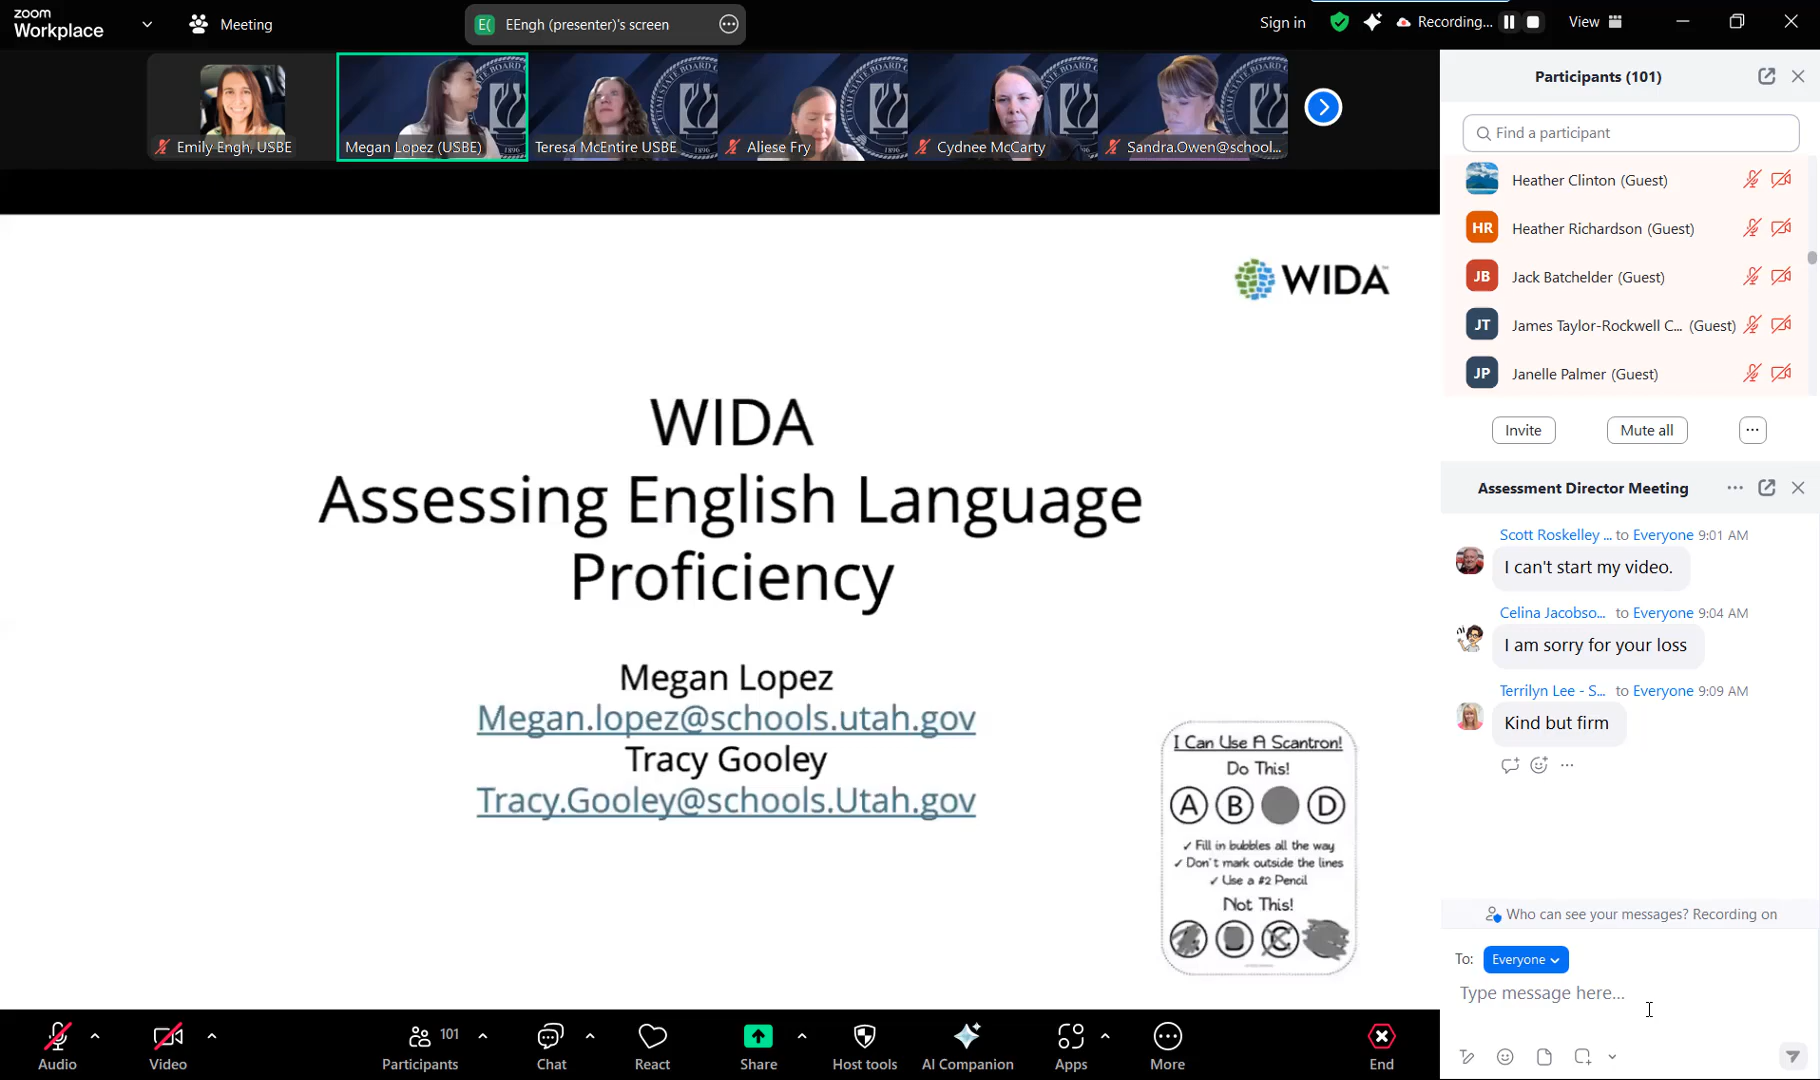 zoom
Workplace
Meeting
E( EEngh (presenter)'s screen
Sign in
Recording...
View
Emily Engh, USBE
Megan Lopez (USBE)
Teresa McEntire USBE
Aliese Fry
Cydnee McCarty
Sandra.Owen@school...
WIDA
WIDA
Assessing English Language
Proficiency
Megan Lopez
Megan.lopez@schools.utah.gov
Tracy Gooley
Tracy.Gooley@schools.Utah.gov
I Can Use A Scantron!
Do This!
A B D
✓ Fill in bubbles all the way
✓ Don't mark outside the lines
✓ Use a #2 Pencil
Not This!
C
Participants (101)
Find a participant
Heather Clinton (Guest)
HR Heather Richardson (Guest)
JB Jack Batchelder (Guest)
JT James Taylor-Rockwell C... (Guest)
JP Janelle Palmer (Guest)
Invite
Mute all
Assessment Director Meeting
Scott Roskelley ... to Everyone 9:01 AM
I can't start my video.
Celina Jacobso... to Everyone 9:04 AM
I am sorry for your loss
Terrilyn Lee - S... to Everyone 9:09 AM
Kind but firm
Who can see your messages? Recording on
To: Everyone
Type message here...
Audio
Video
101
Participants
Chat
React
Share
Host tools
AI Companion
Apps
More
End